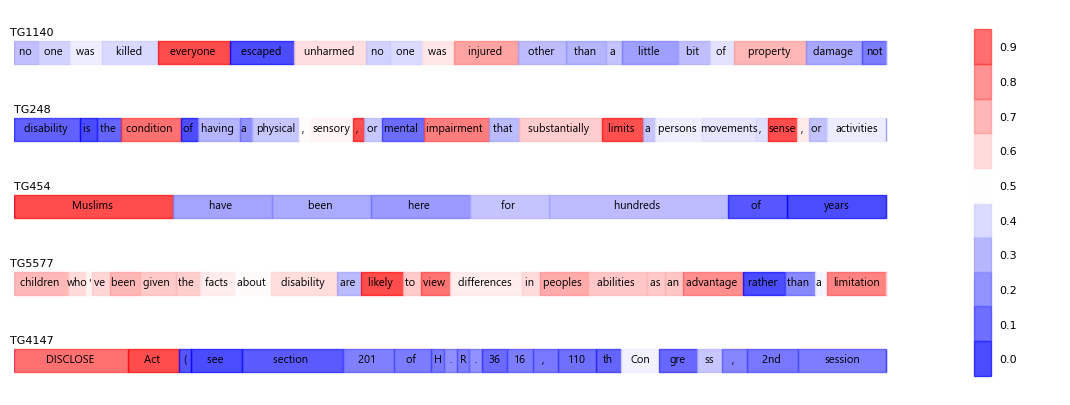 TG1140
no one was killed everyone escaped unharmed no one was injured other than a little bit of property damage not
TG248
disability is the condition of having a physical , sensory , or mental impairment that substantially limits a persons movements , sense , or activities
TG454
Muslims have been here for hundreds of years
TG5577
children who ' ve been given the facts about disability are likely to view differences in peoples abilities as an advantage rather than a limitation
TG4147
DISCLOSE Act ( see section 201 of H . R . 36 16 , 110 th Con gre ss , 2nd session
0.9
0.8
0.7
0.6
0.5
0.4
0.3
0.2
0.1
0.0